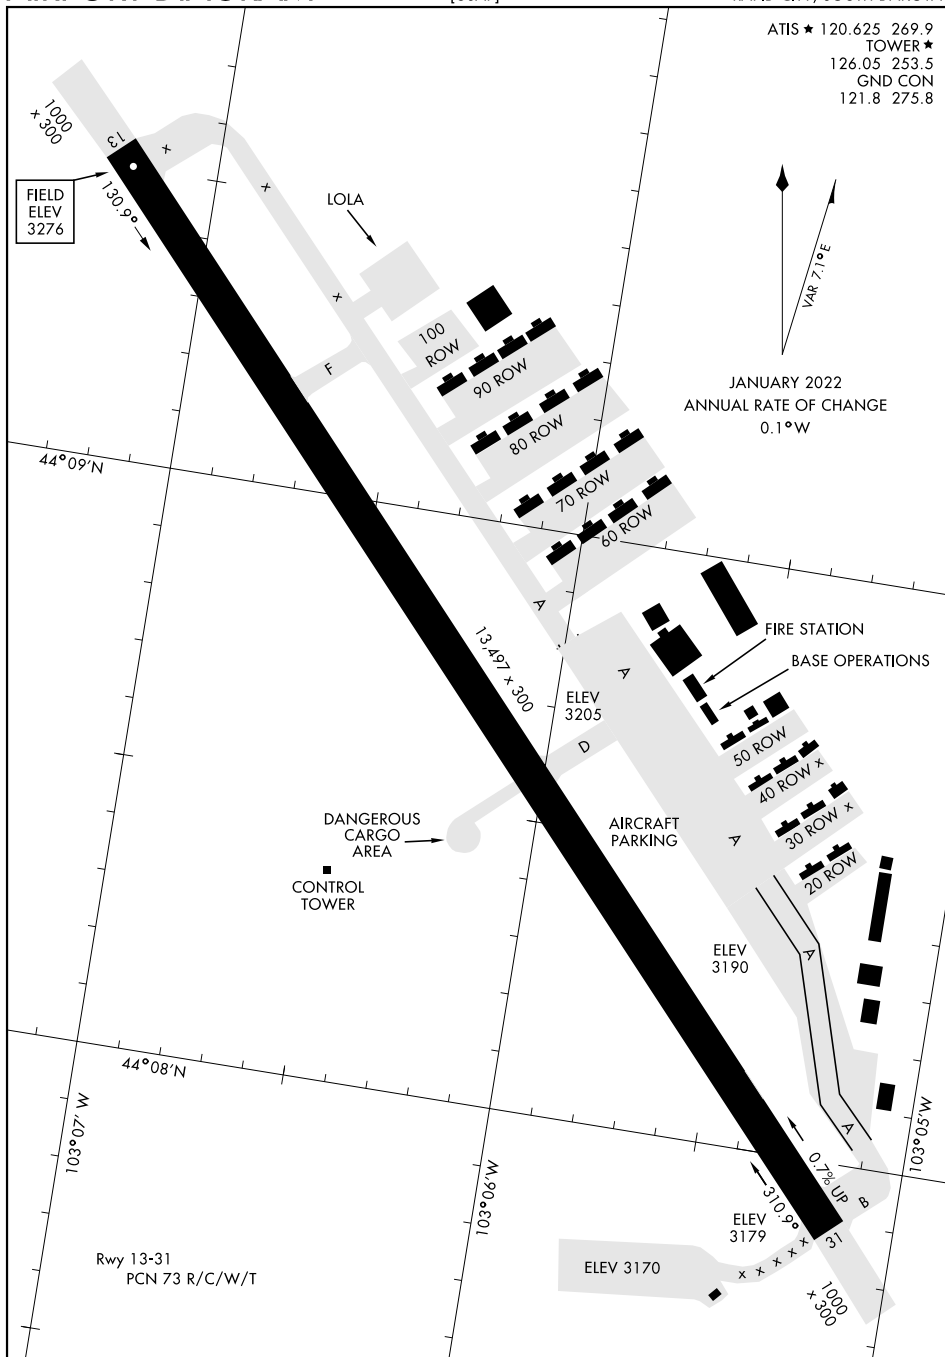 ATIS ★ 120.625 269.9
TOWER ★
126.05 253.5
GND CON
121.8 275.8
1000
x 300
13
FIELD
ELEV
3276
130.9°
x
x
x
LOLA
VAR 7.1° E
JANUARY 2022
ANNUAL RATE OF CHANGE
0.1° W
100
ROW
90 ROW
F
80 ROW
44°09'N
70 ROW
60 ROW
A
13,497 x 300
A
FIRE STATION
BASE OPERATIONS
ELEV
3205
D
50 ROW
40 ROW x
30 ROW x
20 ROW
DANGEROUS
CARGO
AREA
AIRCRAFT
PARKING
A
CONTROL
TOWER
ELEV
3190
A
44°08'N
A
103°07' W
103°06'W
103°05'W
0.7% UP
310.9°
B
ELEV
3179
31
x x x x x
ELEV 3170
Rwy 13-31
PCN 73 R/C/W/T
1000
x 300